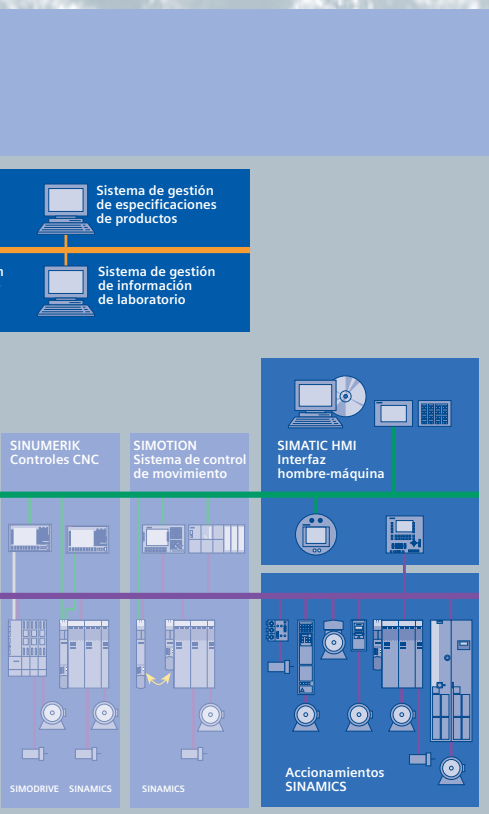 Sistema de gestión
de especificaciones
de productos
Sistema de gestión
de información
de laboratorio
SINUMERIK
Controles CNC
SIMOTION
Sistema de control
de movimiento
SIMATIC HMI
Interfaz
hombre-máquina
SIMODRIVE
SINAMICS
SINAMICS
Accionamientos
SINAMICS